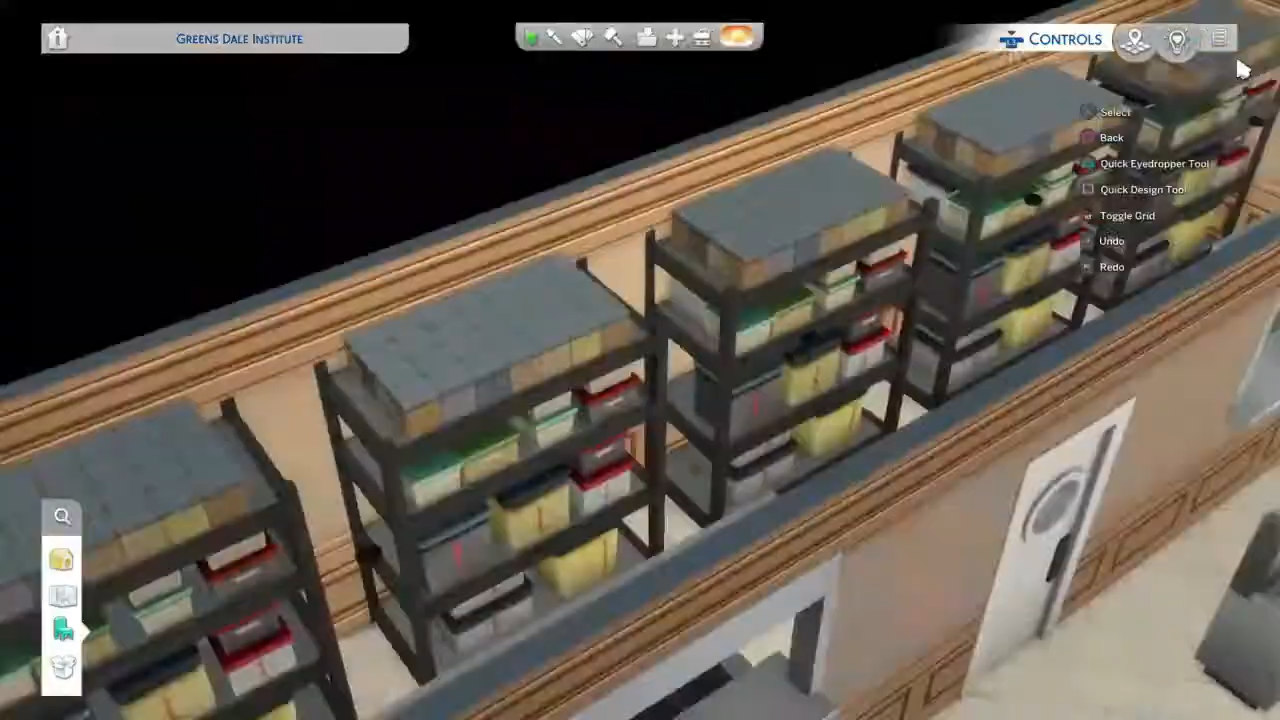 GREENS DALE INSTITUTE
CONTROLS
Select
Back
Quick Eyedropper Tool
Quick Design Tool
Toggle Grid
Undo
Redo